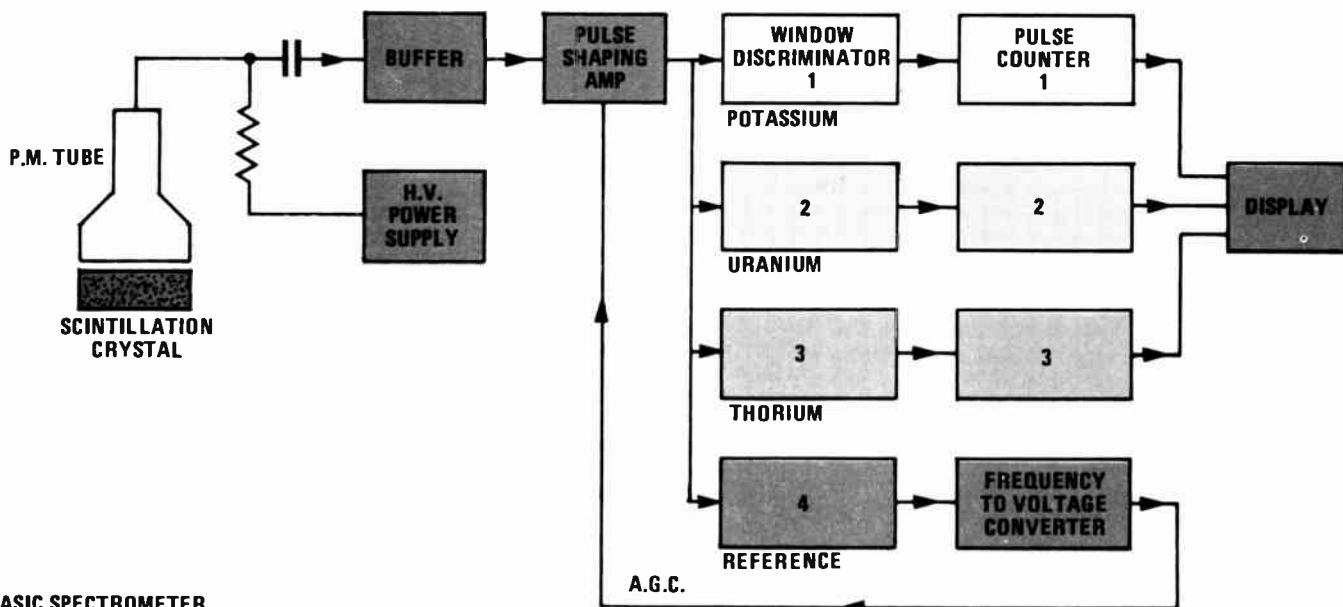 P.M. TUBE
SCINTILLATION
CRYSTAL
BUFFER
H.V.
POWER
SUPPLY
PULSE
SHAPING
AMP
WINDOW
DISCRIMINATOR
1
POTASSIUM
PULSE
COUNTER
1
2
URANIUM
2
DISPLAY
3
THORIUM
3
4
REFERENCE
FREQUENCY
TO VOLTAGE
CONVERTER
A.G.C.
ASIC SPECTROMETER